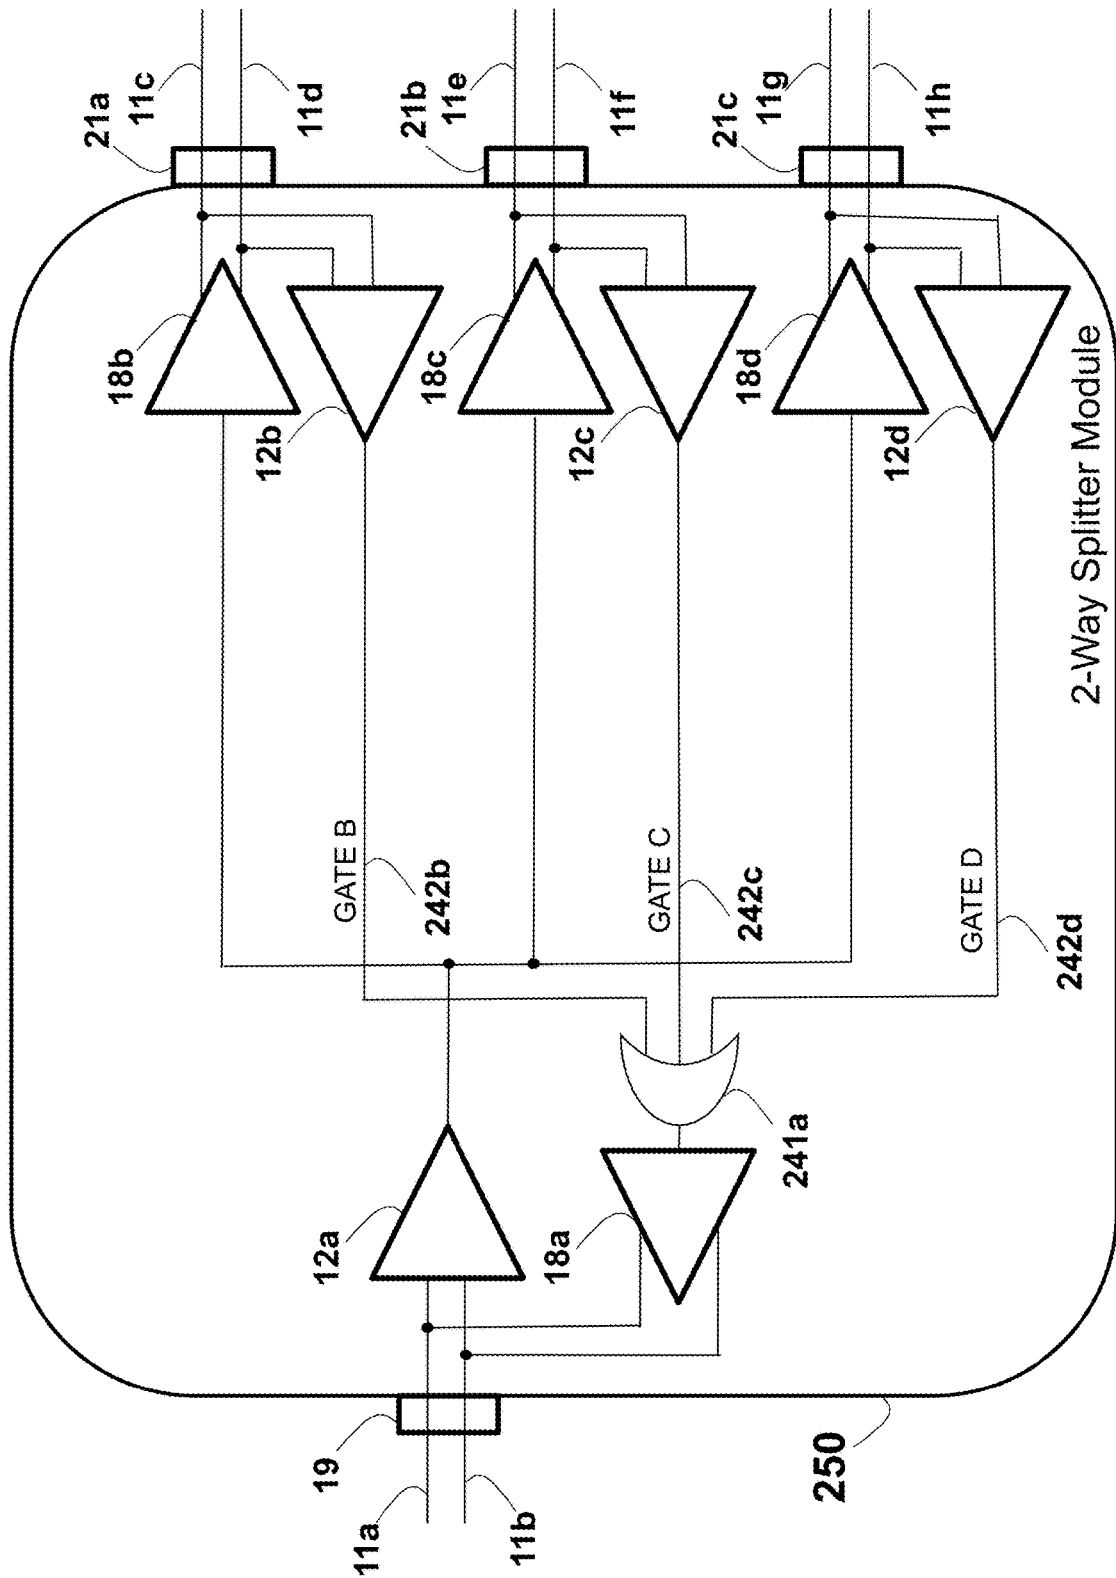 21a
11c
11d
21b
11e
11f
21c
11g
11h
18b
12b
18c
12c
18d
12d
GATE B
242b
GATE C
242c
GATE D
242d
12a
18a
241a
19
11a
11b
250
2-Way Splitter Module